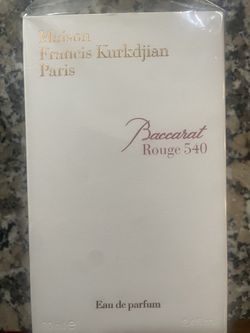 Maison
Francis Kurkdjian
Paris
Baccarat
Rouge 540
Eau de parfum